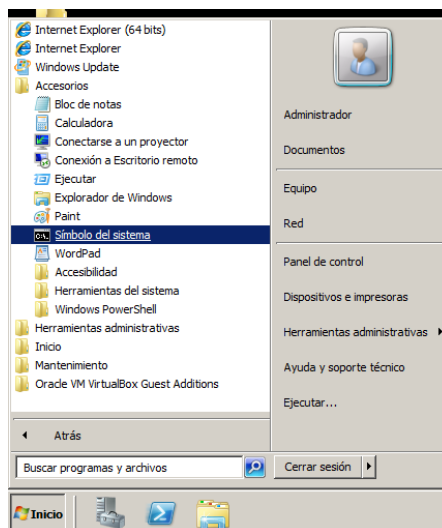 Internet Explorer (64 bits)
Internet Explorer
Windows Update
Accesorios
Bloc de notas
Calculadora
Conectarse a un proyector
Conexión a Escritorio remoto
Ejecutar
Explorador de Windows
Paint
Símbolo del sistema
WordPad
Accesibilidad
Herramientas del sistema
Windows PowerShell
Herramientas administrativas
Inicio
Mantenimiento
Oracle VM VirtualBox Guest Additions
Atrás
Buscar programas y archivos
Administrador
Documentos
Equipo
Red
Panel de control
Dispositivos e impresoras
Herramientas administrativas
Ayuda y soporte técnico
Ejecutar...
Cerrar sesión
Inicio